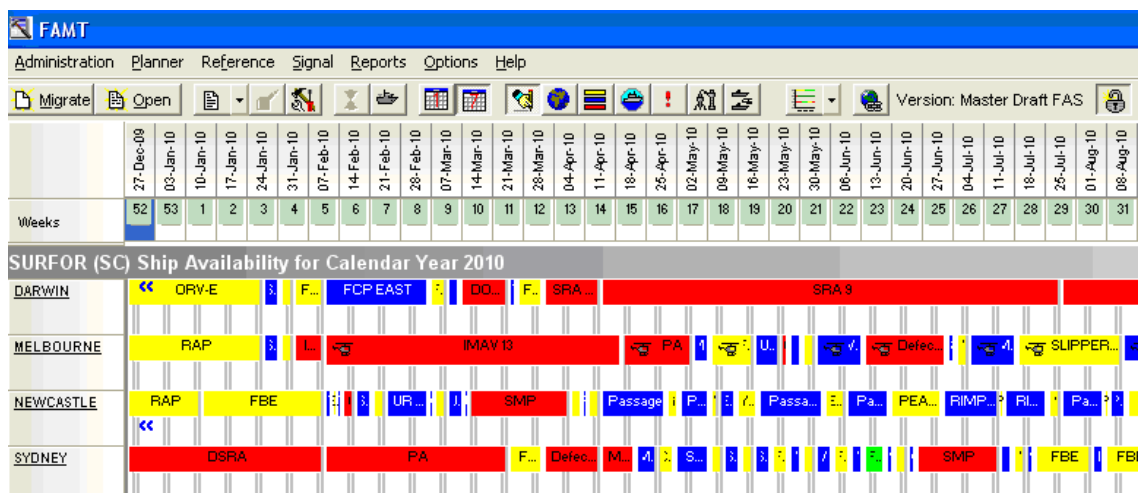 FAMT
Administration Planner Reference Signal Reports Options Help
Migrate Open Version: Master Draft FAS
27-Dec-09 03-Jan-10 10-Jan-10 17-Jan-10 24-Jan-10 31-Jan-10 07-Feb-10 14-Feb-10 21-Feb-10 28-Feb-10 07-Mar-10 14-Mar-10 21-Mar-10 28-Mar-10 04-Apr-10 11-Apr-10 18-Apr-10 25-Apr-10 02-May-10 09-May-10 16-May-10 23-May-10 30-May-10 06-Jun-10 13-Jun-10 20-Jun-10 27-Jun-10 04-Jul-10 11-Jul-10 18-Jul-10 25-Jul-10 01-Aug-10 08-Aug-10
Weeks 52 53 1 2 3 4 5 6 7 8 9 10 11 12 13 14 15 16 17 18 19 20 21 22 23 24 25 26 27 28 29 30 31
SURFOR (SC) Ship Availability for Calendar Year 2010
DARWIN ORV-E F... FCP EAST DO... F... SRA... SRA 9
MELBOURNE RAP I... IMAV 13 PA U... Defec... SLIPPER...
NEWCASTLE RAP FBE UR... SMP Passage P... Passa... E... Pa... PEA... RIMP... RI... Pa...
SYDNEY DSRA PA F... Defec... M... S... SMP FBE FBI